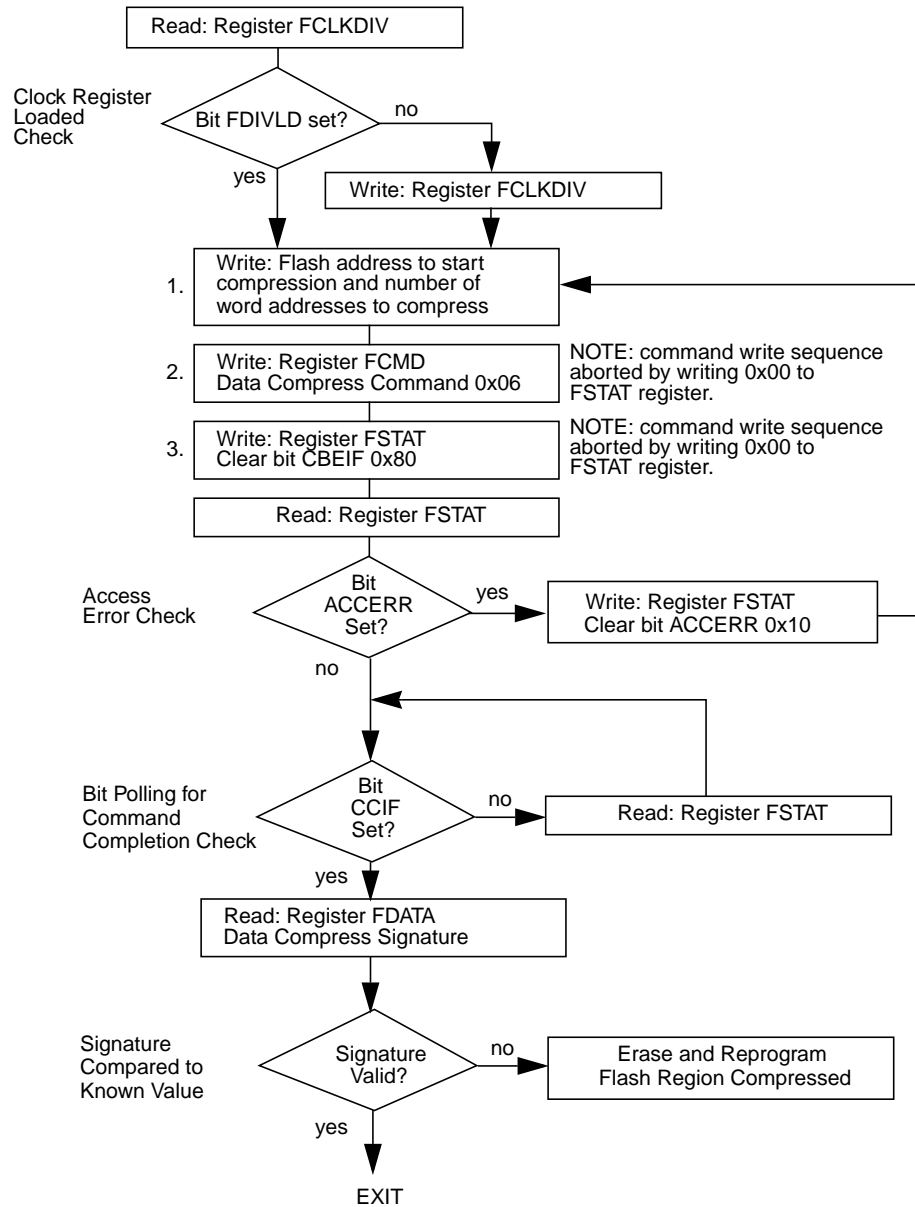 Read: Register FCLKDIV
Clock Register
Loaded
Check
Bit FDIVLD set?
no
yes
Write: Register FCLKDIV
1.
Write: Flash address to start
compression and number of
word addresses to compress
2.
Write: Register FCMD
Data Compress Command 0x06
NOTE: command write sequence
aborted by writing 0x00 to
FSTAT register.
3.
Write: Register FSTAT
Clear bit CBEIF 0x80
NOTE: command write sequence
aborted by writing 0x00 to
FSTAT register.
Read: Register FSTAT
Access
Error Check
Bit
ACCERR
Set?
yes
Write: Register FSTAT
Clear bit ACCERR 0x10
no
Bit Polling for
Command
Completion Check
Bit
CCIF
Set?
no
Read: Register FSTAT
yes
Read: Register FDATA
Data Compress Signature
Signature
Compared to
Known Value
Signature
Valid?
no
Erase and Reprogram
Flash Region Compressed
yes
EXIT